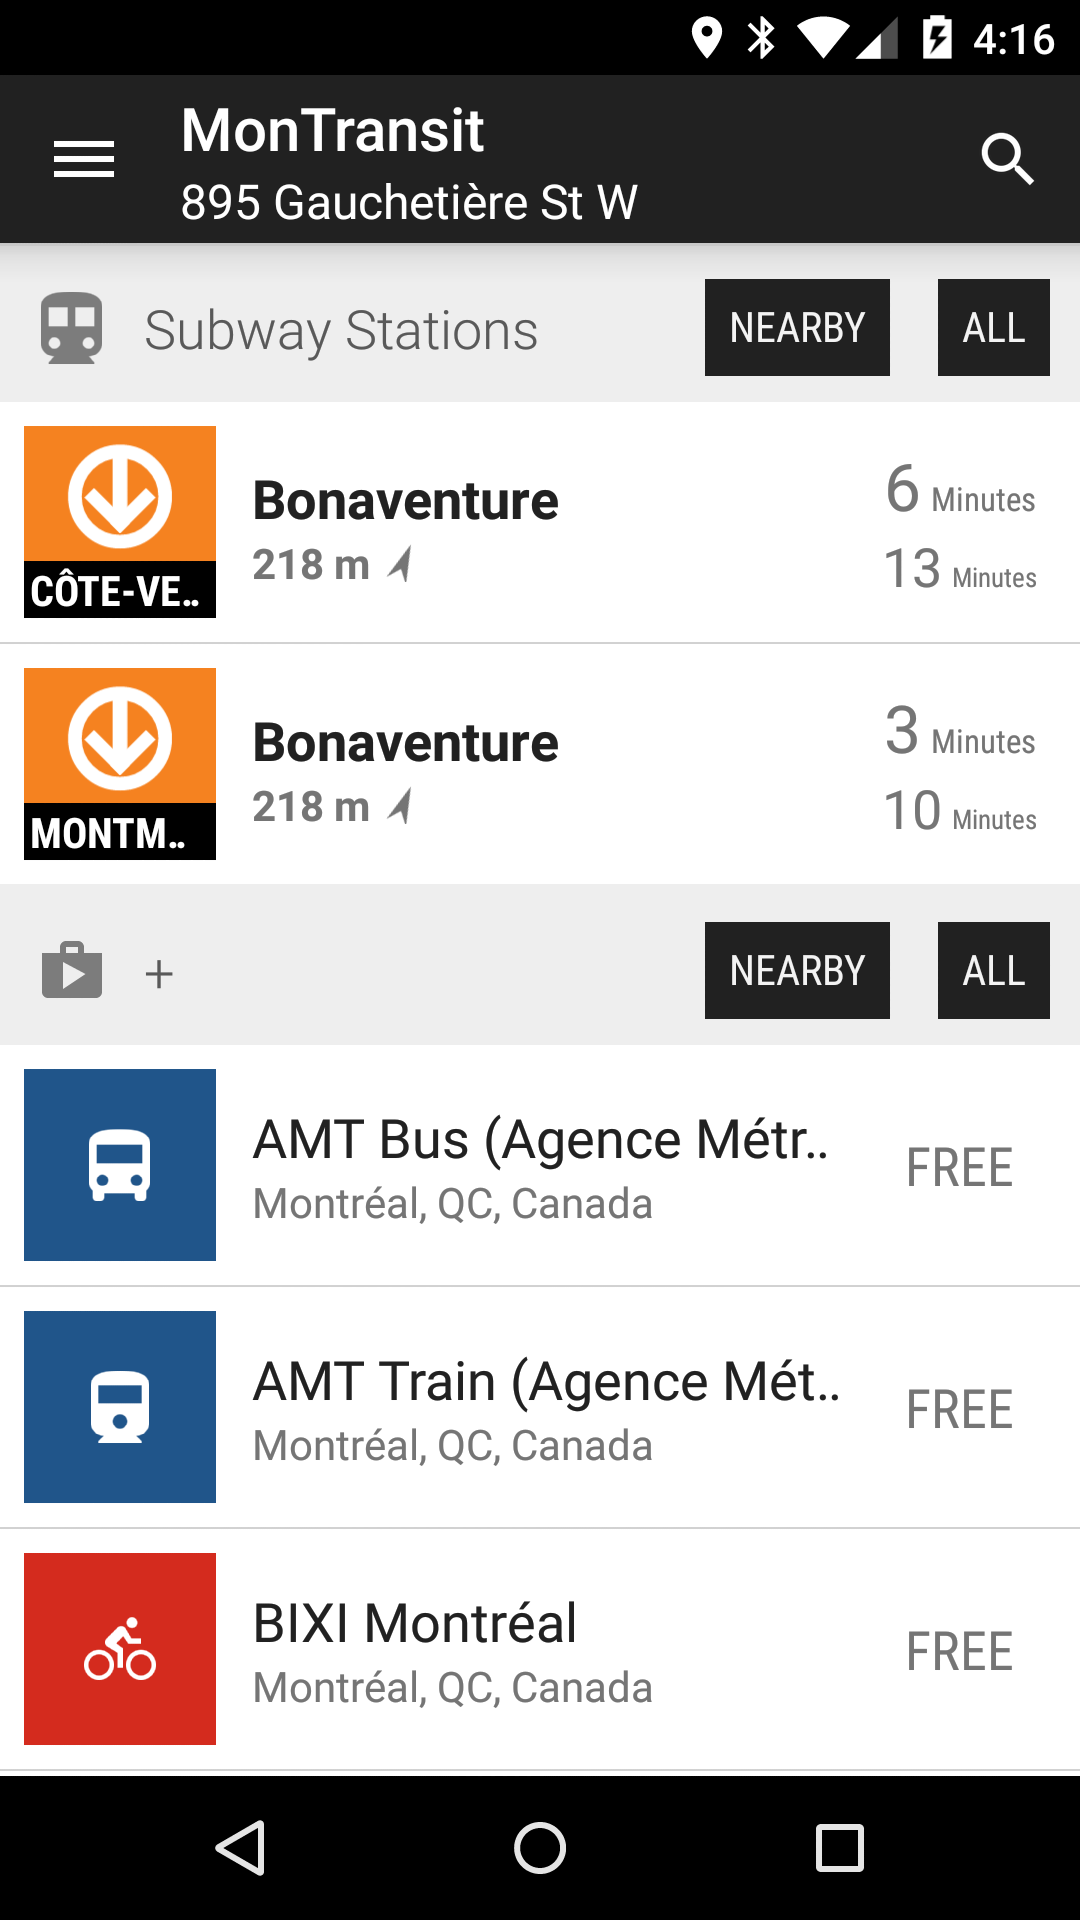 4:16
MonTransit
895 Gauchetière St W
Subway Stations NEARBY ALL
Bonaventure 6 Minutes
218 m 13 Minutes
CÔTE-VE..
Bonaventure 3 Minutes
218 m 10 Minutes
MONTM..
+ NEARBY ALL
AMT Bus (Agence Métr.. FREE
Montréal, QC, Canada
AMT Train (Agence Mét.. FREE
Montréal, QC, Canada
BIXI Montréal FREE
Montréal, QC, Canada